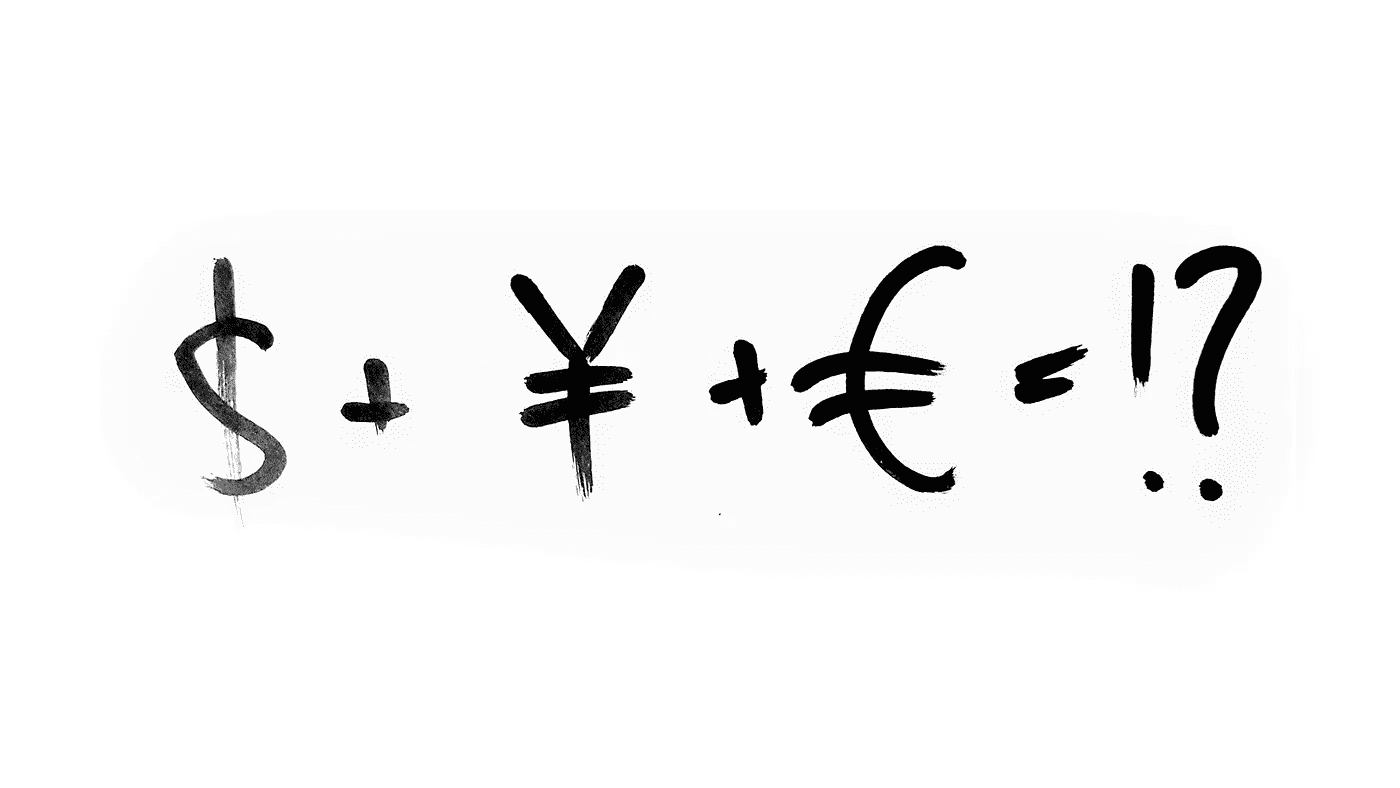 $ + ¥ + € = !?